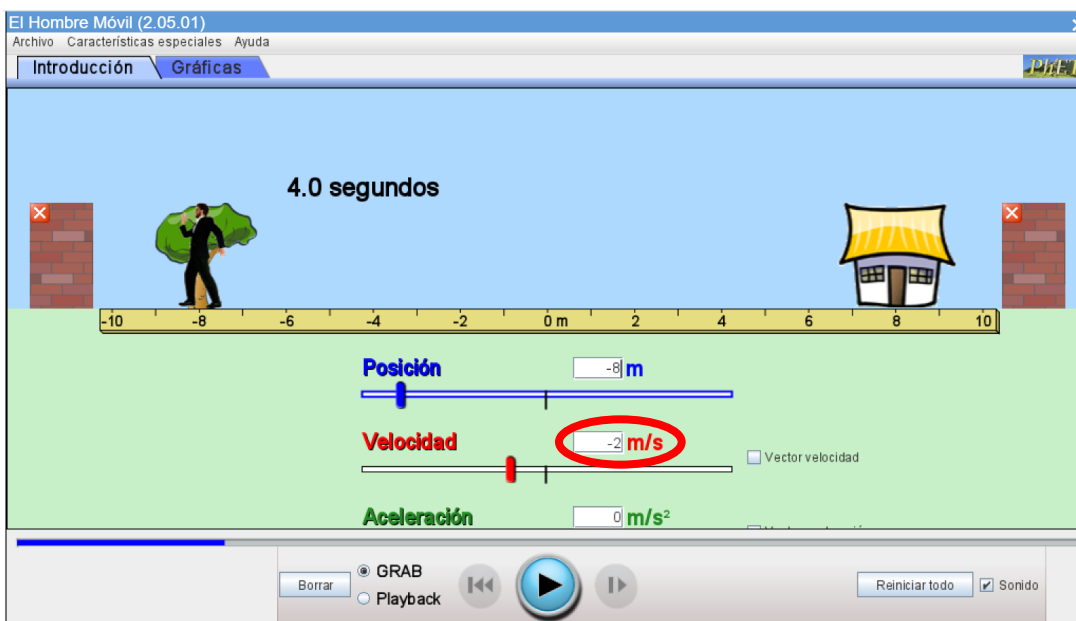 El Hombre Móvil (2.05.01)
Archivo Características especiales Ayuda
Introducción Gráficas
PhET
4.0 segundos
-10 -8 -6 -4 -2 0 m 2 4 6 8 10
Posición -8 m
Velocidad -2 m/s
Vector velocidad
Aceleración 0 m/s²
Borrar
GRAB
Playback
Reiniciar todo
Sonido